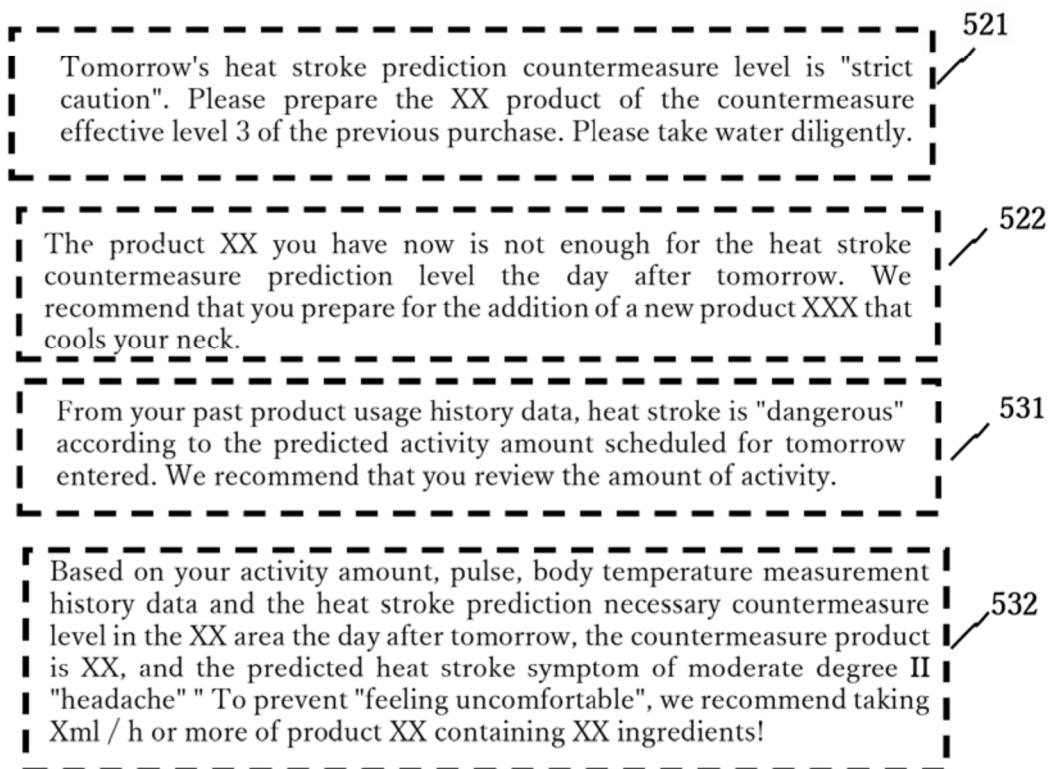 521
Tomorrow's heat stroke prediction countermeasure level is "strict
caution". Please prepare the XX product of the countermeasure
effective level 3 of the previous purchase. Please take water diligently.
522
The product XX you have now is not enough for the heat stroke
countermeasure prediction level the day after tomorrow. We
recommend that you prepare for the addition of a new product XXX that
cools your neck.
531
From your past product usage history data, heat stroke is "dangerous"
according to the predicted activity amount scheduled for tomorrow
entered. We recommend that you review the amount of activity.
532
Based on your activity amount, pulse, body temperature measurement
history data and the heat stroke prediction necessary countermeasure
level in the XX area the day after tomorrow, the countermeasure product
is XX, and the predicted heat stroke symptom of moderate degree II
"headache" " To prevent "feeling uncomfortable", we recommend taking
Xml / h or more of product XX containing XX ingredients!